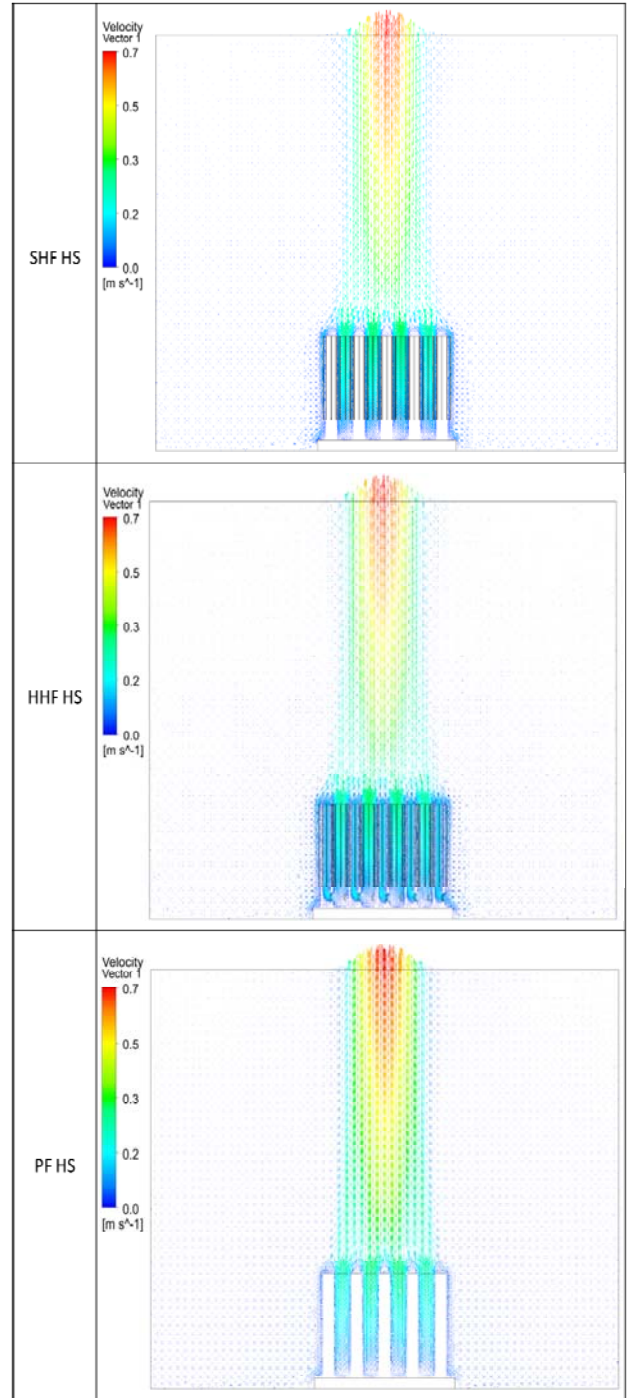 Velocity
Vector 1
0.7
0.5
0.3
0.2
0.0
[m s^-1]
SHF HS
Velocity
Vector 1
0.7
0.5
0.3
0.2
0.0
[m s^-1]
HHF HS
Velocity
Vector 1
0.7
0.5
0.3
0.2
0.0
[m s^-1]
PF HS